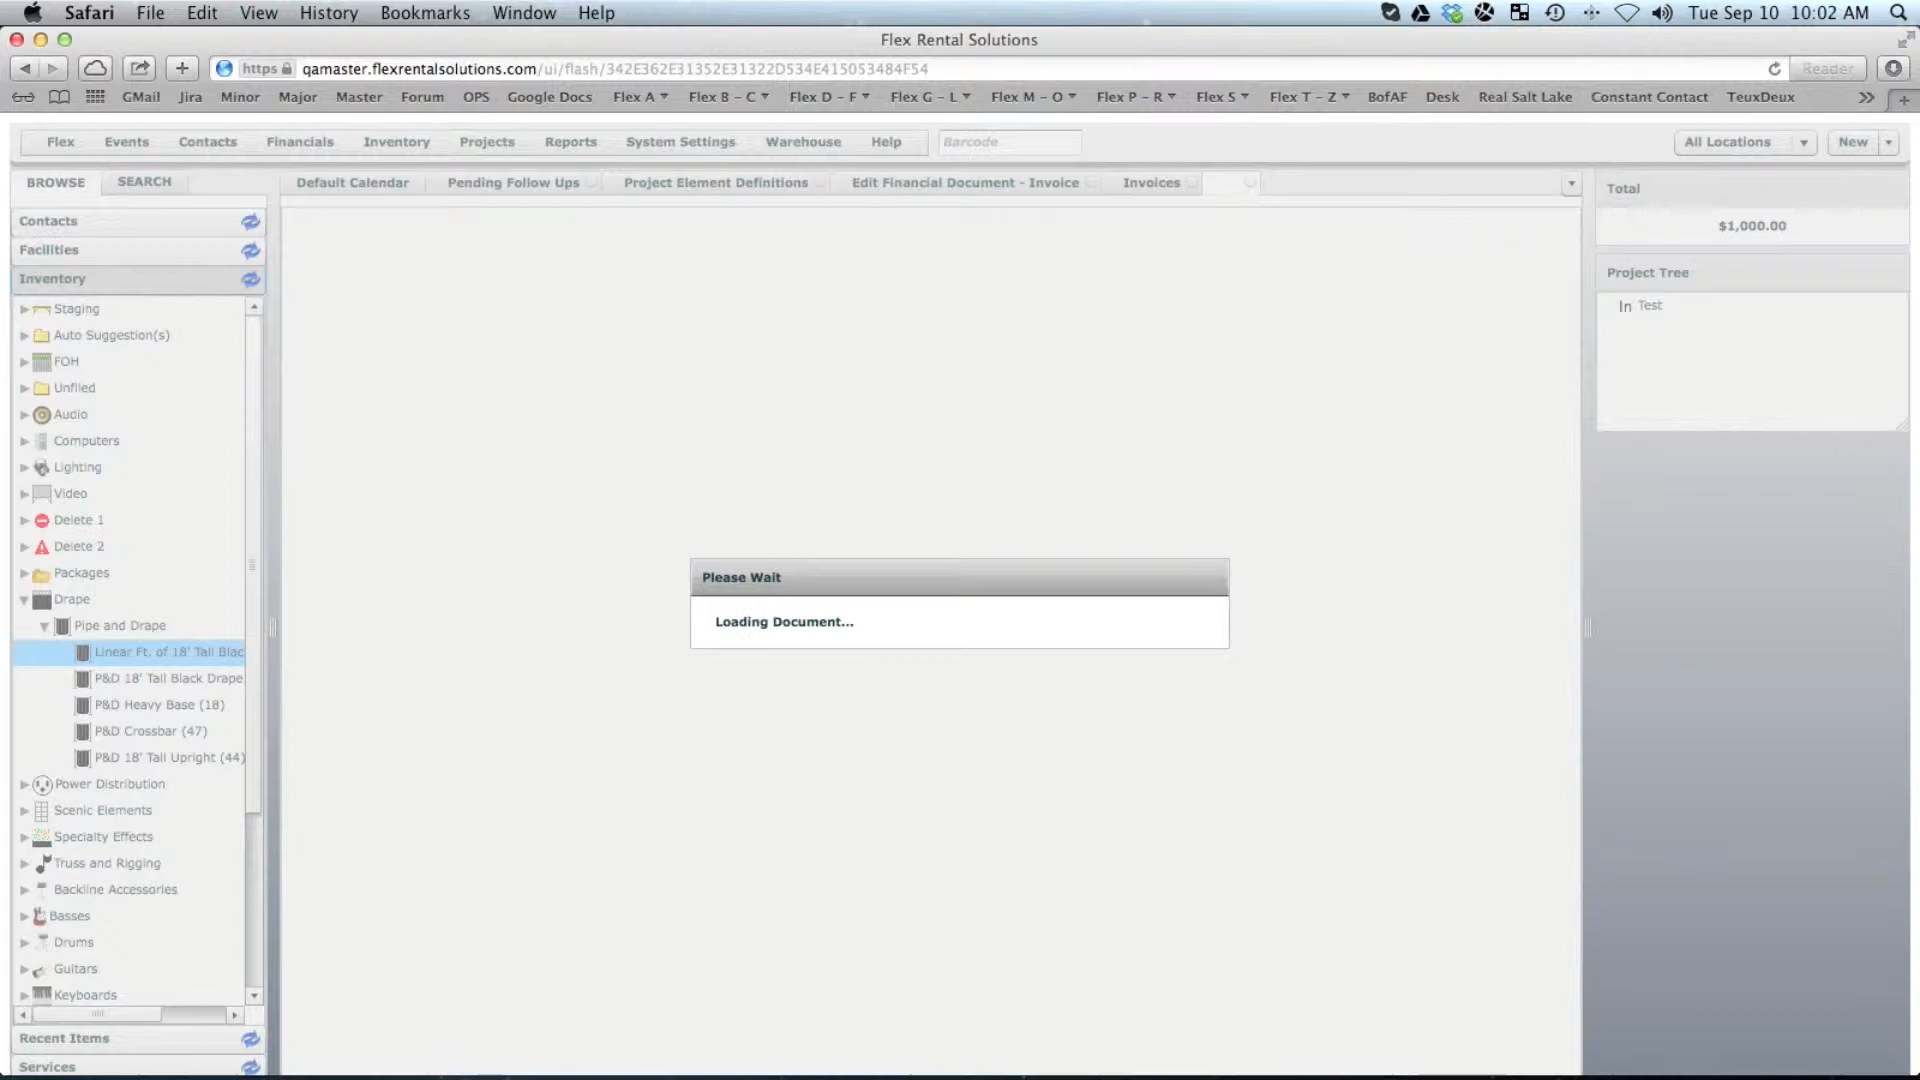 Safari File Edit View History Bookmarks Window Help Tue Sep 10 10:02 AM
Flex Rental Solutions
https qamaster.flexrentalsolutions.com/ui/flash/342E362E31352E31322D534E415053484F54 Reader
GMail Jira Minor Major Master Forum OPS Google Docs Flex A Flex B – C Flex D – F Flex G – L Flex M – O Flex P – R Flex S Flex T – Z BofAF Desk Real Salt Lake Constant Contact TeuxDeux
Flex Events Contacts Financials Inventory Projects Reports System Settings Warehouse Help Barcode All Locations New
BROWSE SEARCH Default Calendar Pending Follow Ups Project Element Definitions Edit Financial Document - Invoice Invoices
Total
$1,000.00
Project Tree
In Test
Contacts
Facilities
Inventory
Staging
Auto Suggestion(s)
FOH
Unfiled
Audio
Computers
Lighting
Video
Delete 1
Delete 2
Packages
Drape
Pipe and Drape
Linear Ft. of 18' Tall Blac
P&D 18' Tall Black Drape
P&D Heavy Base (18)
P&D Crossbar (47)
P&D 18' Tall Upright (44)
Power Distribution
Scenic Elements
Specialty Effects
Truss and Rigging
Backline Accessories
Basses
Drums
Guitars
Keyboards
Recent Items
Services
Please Wait
Loading Document...